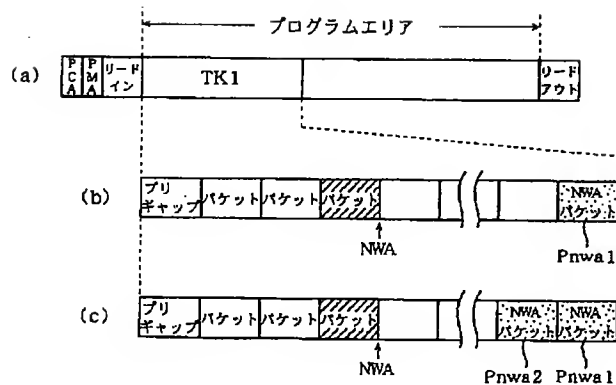 プログラムエリア
(a)
PCA
PMA
リードイン
TK1
リードアウト
(b)
プリギャップ
パケット
パケット
パケット
NWAパケット
NWA
Pnwa1
(c)
プリギャップ
パケット
パケット
パケット
NWAパケット
NWAパケット
NWA
Pnwa2
Pnwa1